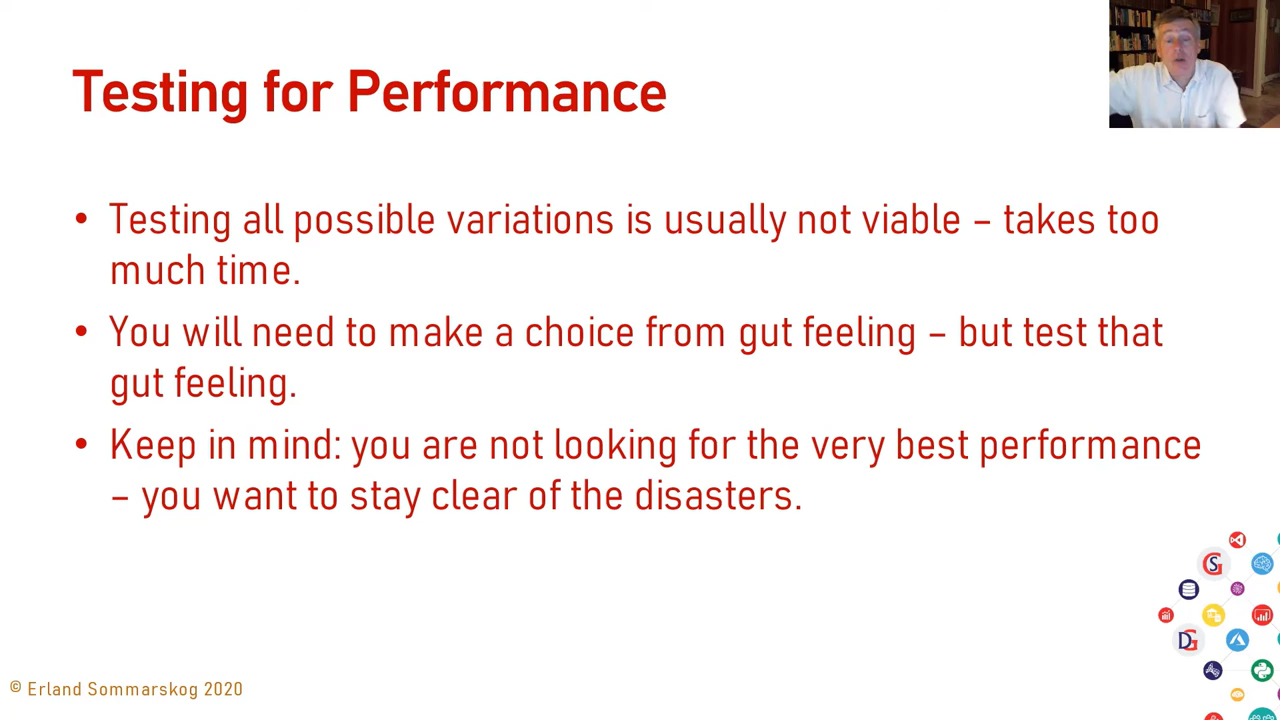 Testing for Performance
• Testing all possible variations is usually not viable – takes too
much time.
• You will need to make a choice from gut feeling – but test that
gut feeling.
• Keep in mind: you are not looking for the very best performance
– you want to stay clear of the disasters.
© Erland Sommarskog 2020